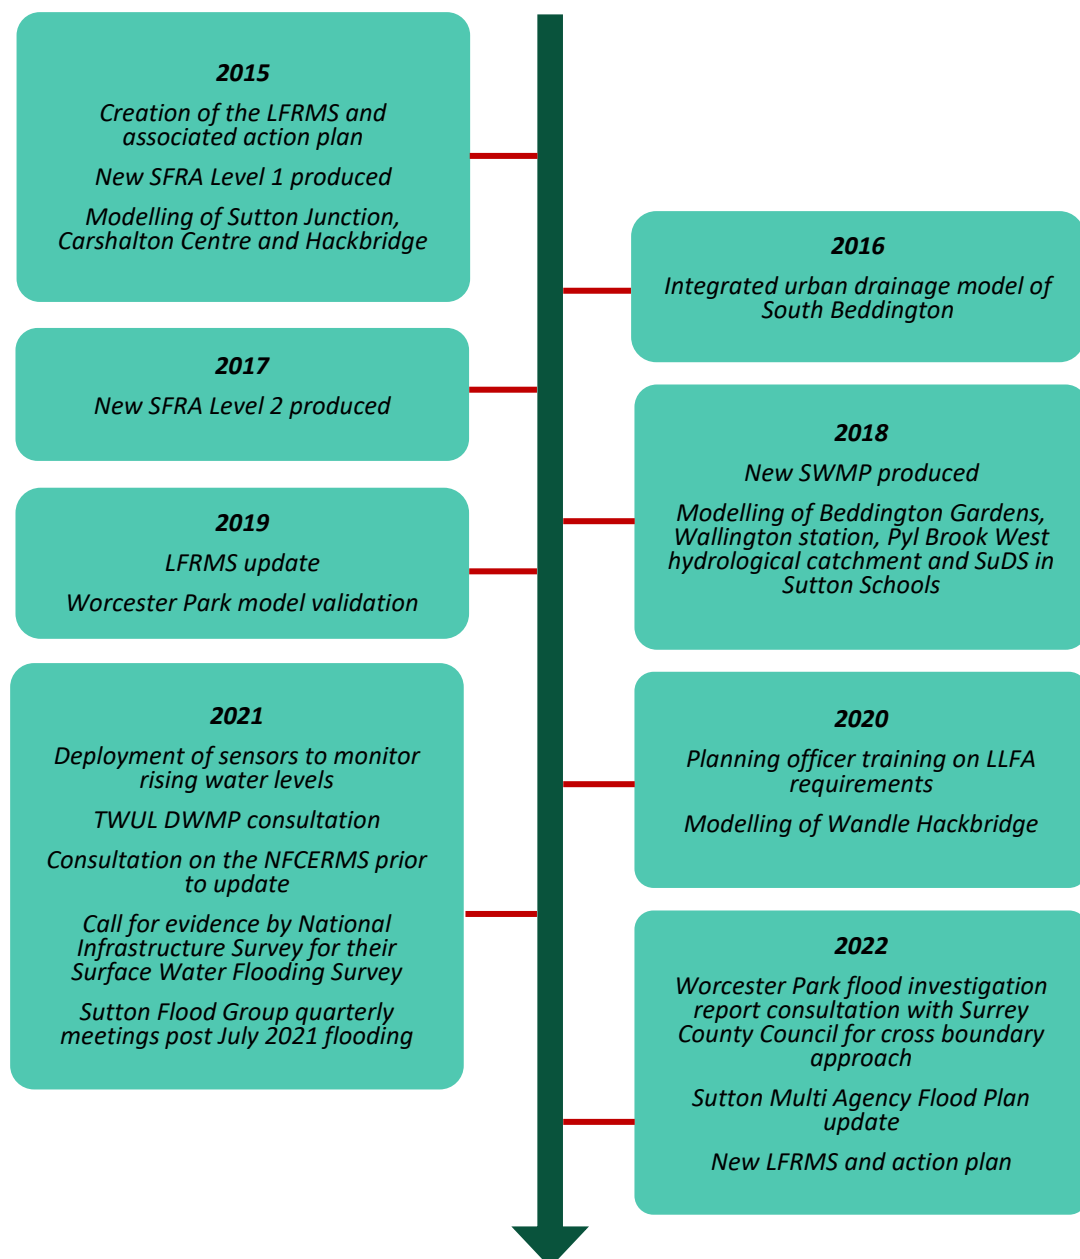 2015
Creation of the LFRMS and
associated action plan
New SFRA Level 1 produced
Modelling of Sutton Junction,
Carshalton Centre and Hackbridge
2016
Integrated urban drainage model of
South Beddington
2017
New SFRA Level 2 produced
2018
New SWMP produced
Modelling of Beddington Gardens,
Wallington station, Pyl Brook West
hydrological catchment and SuDS in
Sutton Schools
2019
LFRMS update
Worcester Park model validation
2020
Planning officer training on LLFA
requirements
Modelling of Wandle Hackbridge
2021
Deployment of sensors to monitor
rising water levels
TWUL DWMP consultation
Consultation on the NFCERMS prior
to update
Call for evidence by National
Infrastructure Survey for their
Surface Water Flooding Survey
Sutton Flood Group quarterly
meetings post July 2021 flooding
2022
Worcester Park flood investigation
report consultation with Surrey
County Council for cross boundary
approach
Sutton Multi Agency Flood Plan
update
New LFRMS and action plan